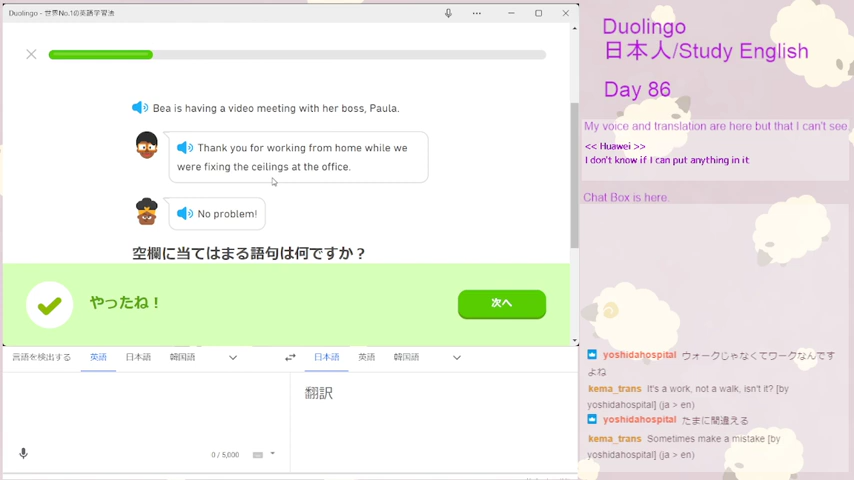 Duolingo - 世界No.1の英語学習法
Bea is having a video meeting with her boss, Paula.
Thank you for working from home while we
were fixing the ceilings at the office.
No problem!
空欄に当てはまる語句は何ですか？
やったね！
次へ
言語を検出する 英語 日本語 韓国語
日本語 英語 韓国語
翻訳
0 / 5,000
Duolingo
日本人/Study English
Day 86
My voice and translation are here but that I can't see.
<< Huawei >>
I don't know if I can put anything in it
Chat Box is here.
yoshidahospital ウォークじゃなくてワークなんです
よね
kema_trans It's a work, not a walk, isn't it? [by
yoshidahospital] (ja > en)
yoshidahospital たまに間違える
kema_trans Sometimes make a mistake [by
yoshidahospital] (ja > en)